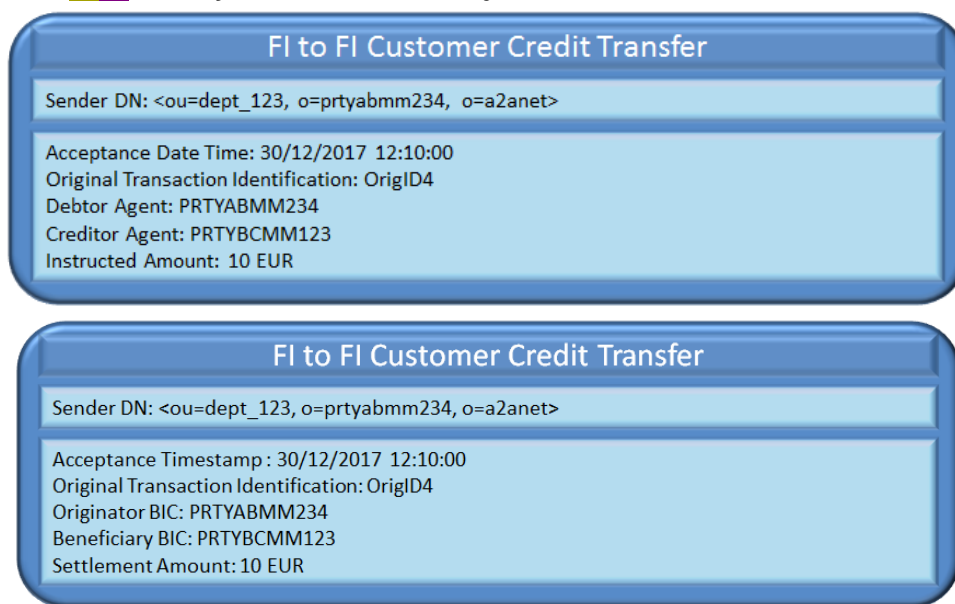 FI to FI Customer Credit Transfer
Sender DN: <ou=dept_123, o=prtyabmm234, o=a2anet>
Acceptance Date Time: 30/12/2017 12:10:00
Original Transaction Identification: OrigID4
Debtor Agent: PRTYABMM234
Creditor Agent: PRTYBCMM123
Instructed Amount: 10 EUR
FI to FI Customer Credit Transfer
Sender DN: <ou=dept_123, o=prtyabmm234, o=a2anet>
Acceptance Timestamp : 30/12/2017 12:10:00
Original Transaction Identification: OrigID4
Originator BIC: PRTYABMM234
Beneficiary BIC: PRTYBCMM123
Settlement Amount: 10 EUR